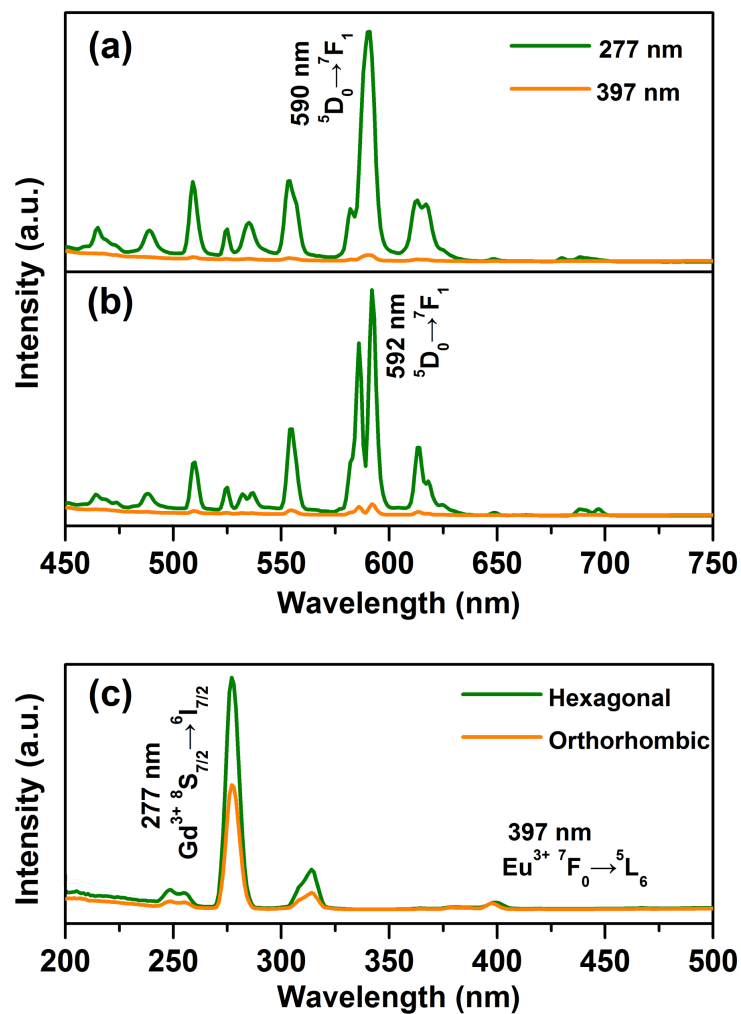 (a)
590 nm
⁵D₀→⁷F₁
277 nm
397 nm
Intensity (a.u.)
(b)
592 nm
⁵D₀→⁷F₁
Intensity (a.u.)
450 500 550 600 650 700 750
Wavelength (nm)
(c)
277 nm
Gd³⁺ ⁸S₇/₂→⁶I₇/₂
Hexagonal
Orthorhombic
397 nm
Eu³⁺ ⁷F₀→⁵L₆
Intensity (a.u.)
200 250 300 350 400 450 500
Wavelength (nm)